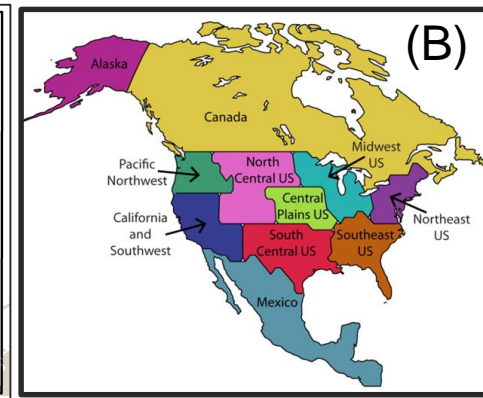 (B)
Alaska
Canada
Midwest
US
Pacific
Northwest
North
Central US
Central
Plains US
California
and
Southwest
Northeast
US
South
Central US
Southeast
US
Mexico